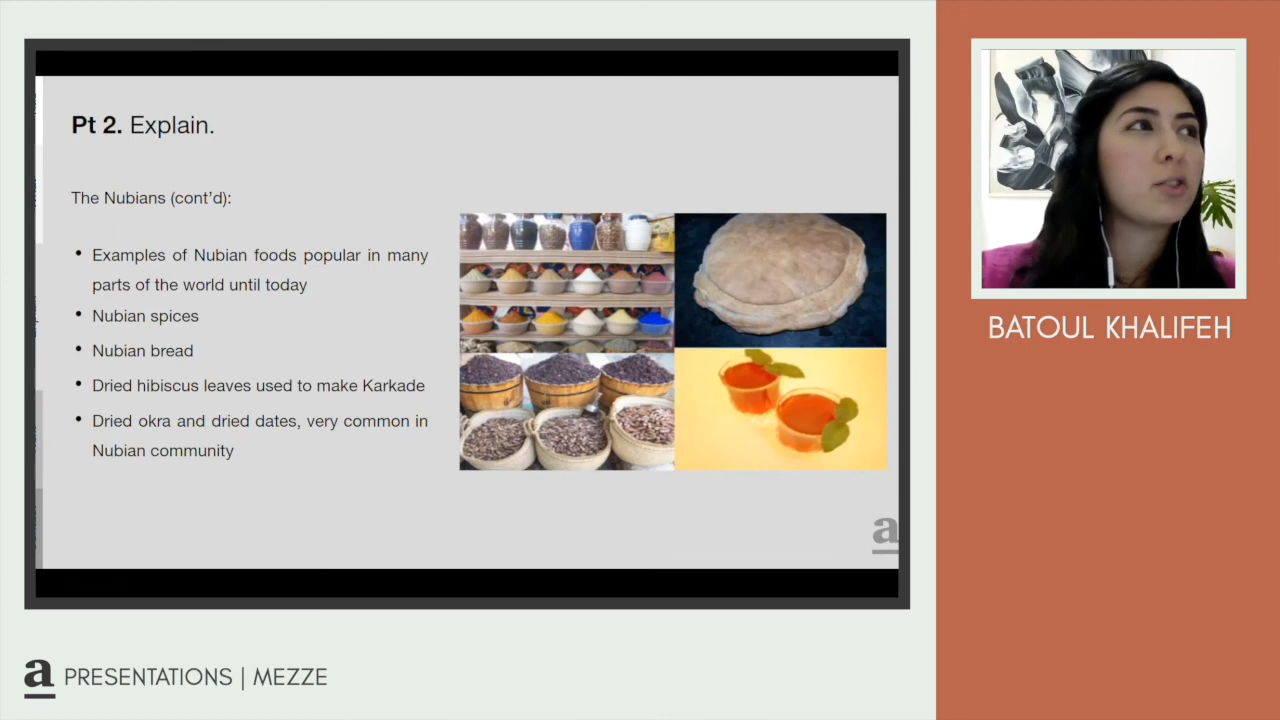 Pt 2. Explain.
The Nubians (cont'd):
• Examples of Nubian foods popular in many
parts of the world until today
• Nubian spices
• Nubian bread
• Dried hibiscus leaves used to make Karkade
• Dried okra and dried dates, very common in
Nubian community
a
BATOUL KHALIFEH
a PRESENTATIONS | MEZZE